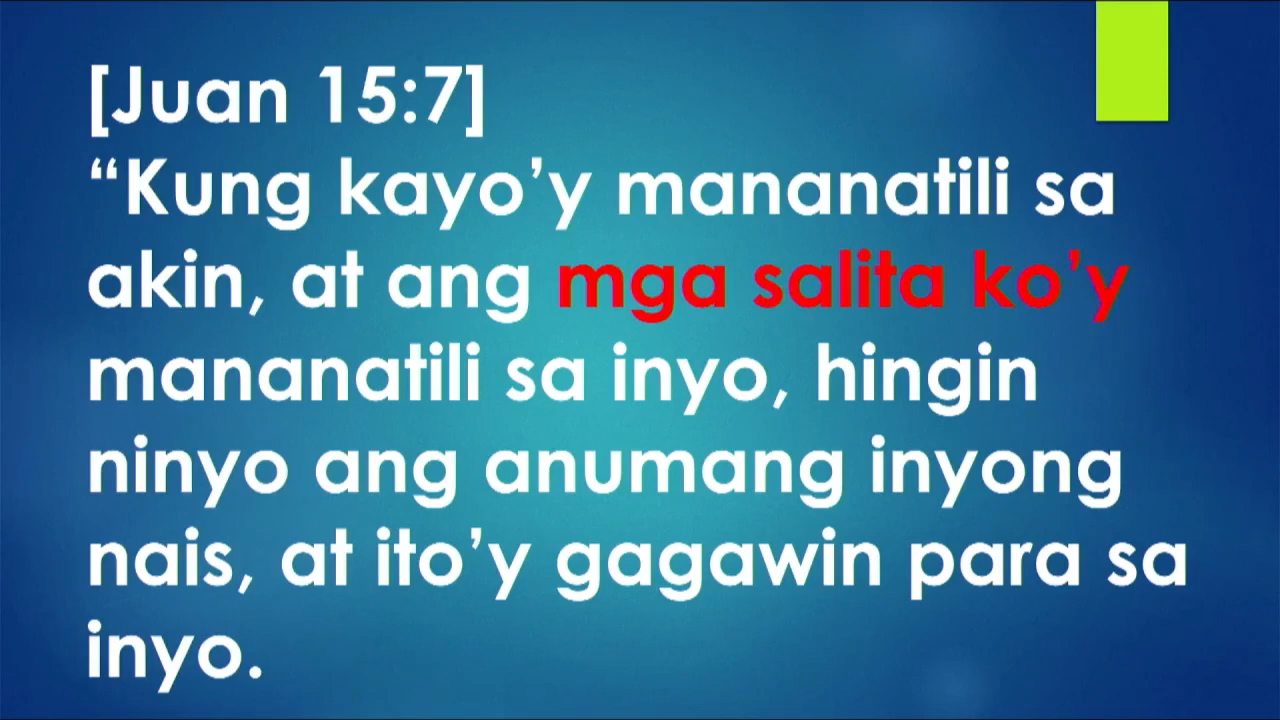 [Juan 15:7]
“Kung kayo’y mananatili sa
akin, at ang mga salita ko’y
mananatili sa inyo, hingin
ninyo ang anumang inyong
nais, at ito’y gagawin para sa
inyo.